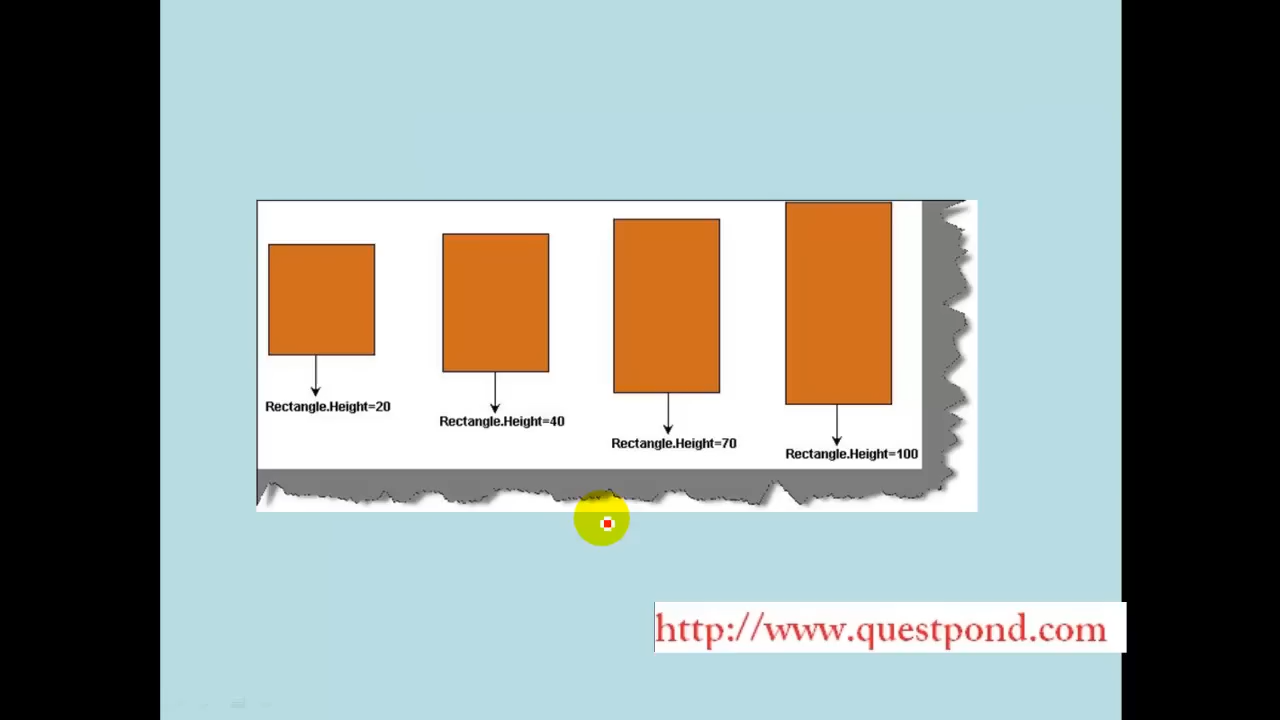 Rectangle.Height=20
Rectangle.Height=40
Rectangle.Height=70
Rectangle.Height=100
http://www.questpond.com